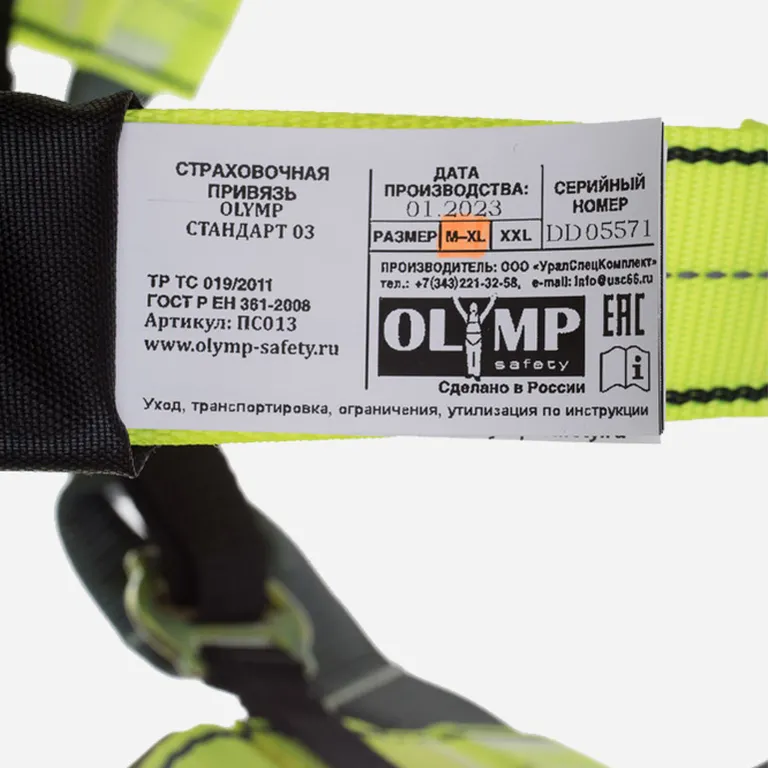 СТРАХОВОЧНАЯ
ПРИВЯЗЬ
OLYMP
СТАНДАРТ 03
ТР ТС 019/2011
ГОСТ Р ЕН 361-2008
Артикул: ПС013
www.olymp-safety.ru
ДАТА
ПРОИЗВОДСТВА:
01.2023
РАЗМЕР M–XL XXL
СЕРИЙНЫЙ
НОМЕР
DD05571
ПРОИЗВОДИТЕЛЬ: ООО «УралСпецКомплект»
тел.: +7(343)221-32-58, e-mail: info@usc66.ru
OLYMP
safety
EAC
i
Сделано в России
Уход, транспортировка, ограничения, утилизация по инструкции